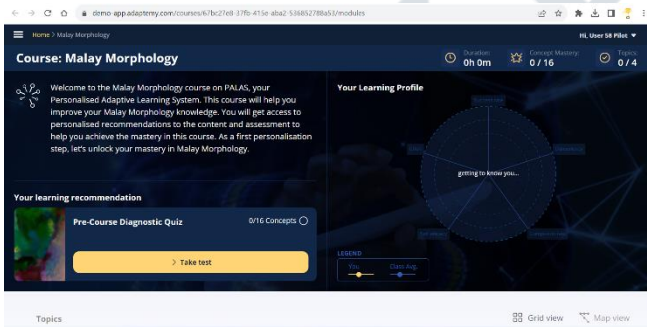 demo-app.adaptemy.com/courses/67bc27e8-37fb-415e-aba2-536852788a53/modules
Home > Malay Morphology
Hi, User 58 Pilot
Course: Malay Morphology
Duration:
0h 0m
Concept Mastery:
0 / 16
Topics:
0 / 4
Welcome to the Malay Morphology course on PALAS, your
Personalised Adaptive Learning System. This course will help you
improve your Malay Morphology knowledge. You will get access to
personalised recommendations to the content and assessment to
help you achieve the mastery in this course. As a first personalisation
step, let's unlock your mastery in Malay Morphology.
Your Learning Profile
getting to know you...
Your learning recommendation
Pre-Course Diagnostic Quiz
0/16 Concepts
> Take test
LEGEND
You
Class Avg.
Topics
Grid view
Map view